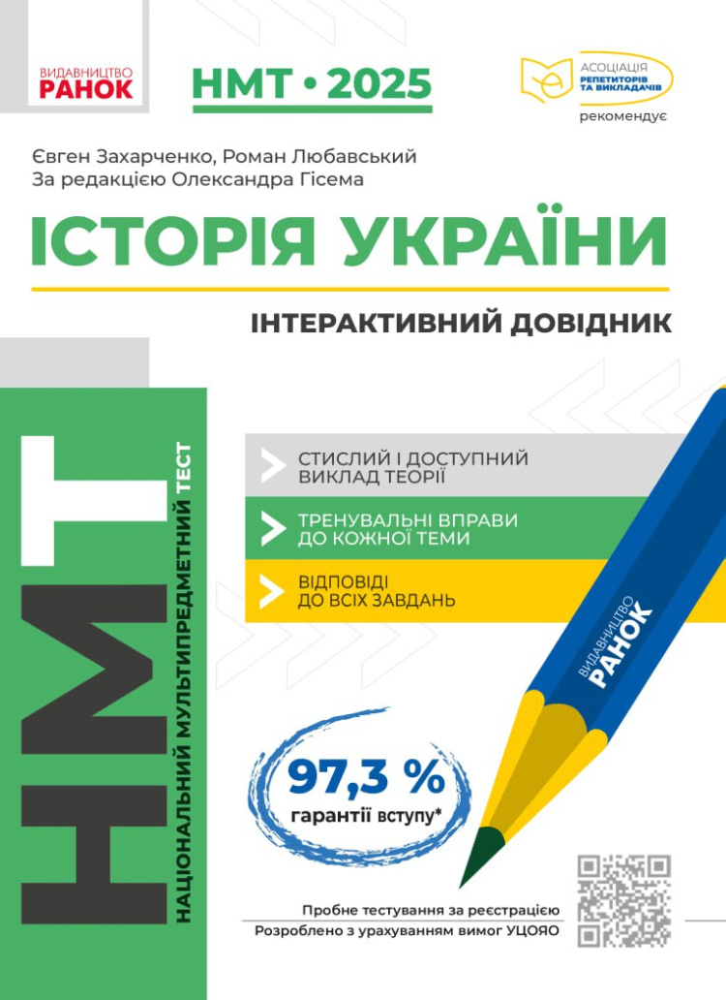 ВИДАВНИЦТВО
РАНОК
НМТ • 2025
АСОЦІАЦІЯ
РЕПЕТИТОРІВ
ТА ВИКЛАДАЧІВ
рекомендує
Євген Захарченко, Роман Любавський
За редакцією Олександра Гісема
ІСТОРІЯ УКРАЇНИ
ІНТЕРАКТИВНИЙ ДОВІДНИК
НМТ
НАЦІОНАЛЬНИЙ МУЛЬТИПРЕДМЕТНИЙ ТЕСТ
СТИСЛИЙ І ДОСТУПНИЙ
ВИКЛАД ТЕОРІЇ
ТРЕНУВАЛЬНІ ВПРАВИ
ДО КОЖНОЇ ТЕМИ
ВІДПОВІДІ
ДО ВСІХ ЗАВДАНЬ
ВИДАВНИЦТВО
РАНОК
97,3 %
гарантії вступу*
Пробне тестування за реєстрацією
Розроблено з урахуванням вимог УЦОЯО